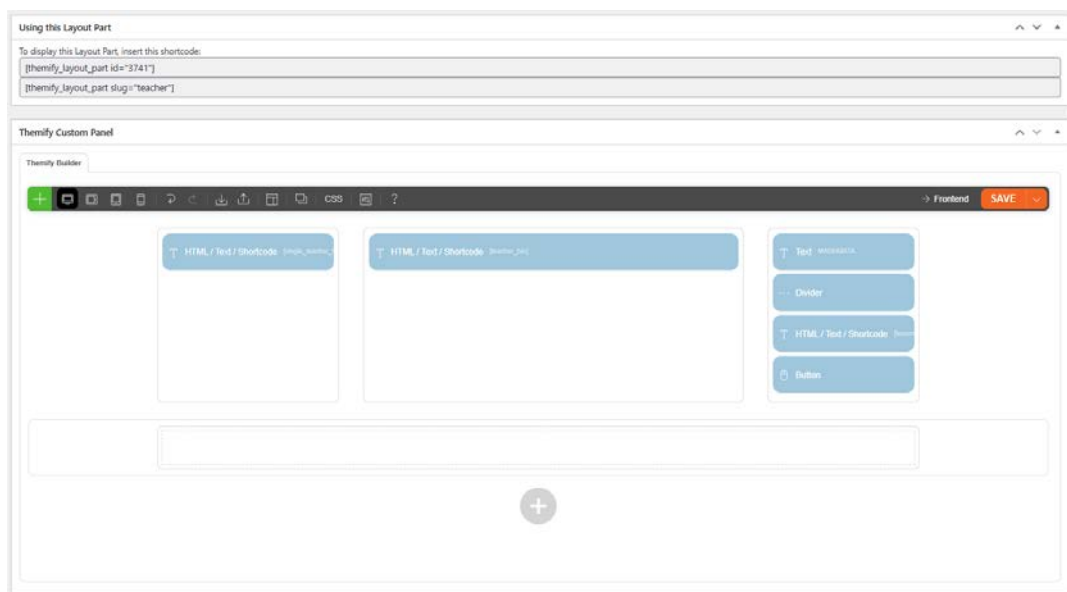 Using this Layout Part
To display this Layout Part, insert this shortcode:
[themify_layout_part id="3741"]
[themify_layout_part slug="teacher"]
Themify Custom Panel
Themify Builder
CSS
?
→ Frontend
SAVE
HTML / Text / Shortcode
HTML / Text / Shortcode
Text
Divider
HTML / Text / Shortcode
Button